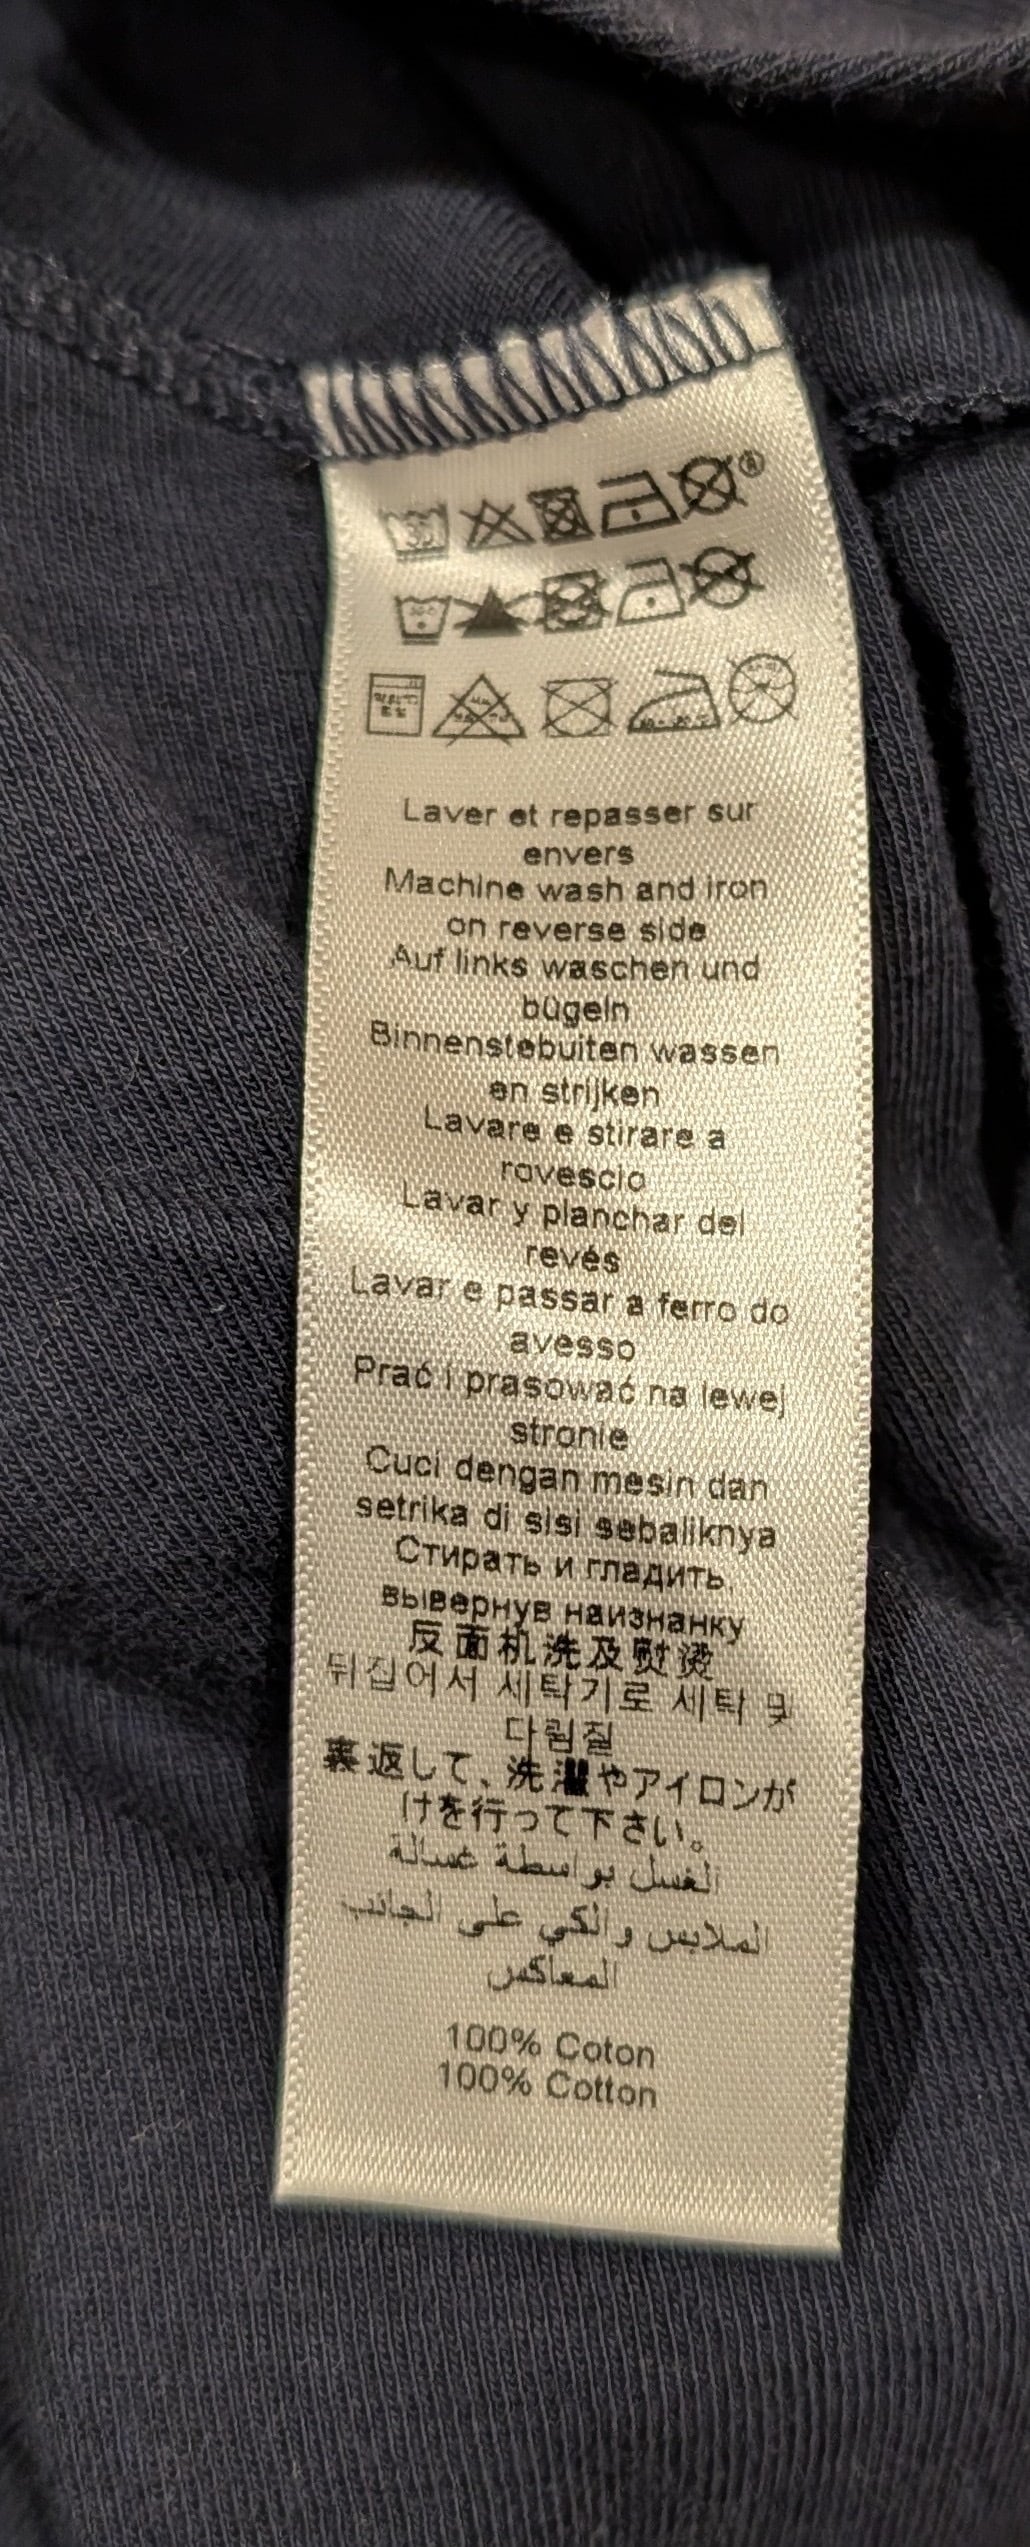 30
Laver et repasser sur
envers
Machine wash and iron
on reverse side
Auf links waschen und
bügeln
Binnenstebuiten wassen
en strijken
Lavare e stirare a
rovescio
Lavar y planchar del
revés
Lavar e passar a ferro do
avesso
Prać i prasować na lewej
stronie
Cuci dengan mesin dan
setrika di sisi sebaliknya
Стирать и гладить,
вывернув наизнанку
反面机洗及熨烫
뒤집어서 세탁기로 세탁 및
다림질
裏返して、洗濯やアイロンが
けを行って下さい。
الغسل بواسطة غسالة
الملابس والكي على الجانب
المعاكس
100% Coton
100% Cotton